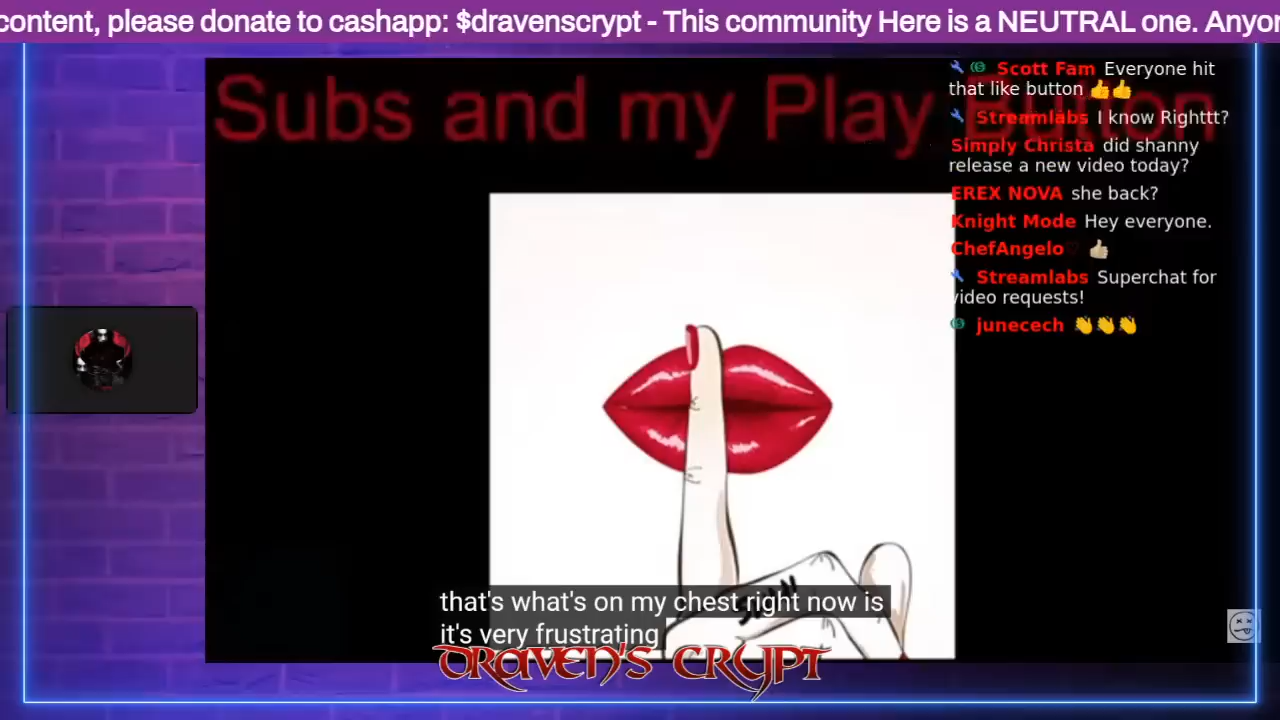 content, please donate to cashapp: $dravenscrypt - This community Here is a NEUTRAL one. Anyor
Subs and my Play Button
Scott Fam Everyone hit
that like button 👍👍
Streamlabs I know Righttt?
Simply Christa did shanny
release a new video today?
EREX NOVA she back?
Knight Mode Hey everyone.
ChefAngelo♡ 👍🏼
Streamlabs Superchat for
video requests!
junecech 👏👏👏
that's what's on my chest right now is
it's very frustrating
DRAVEN'S CRYPT